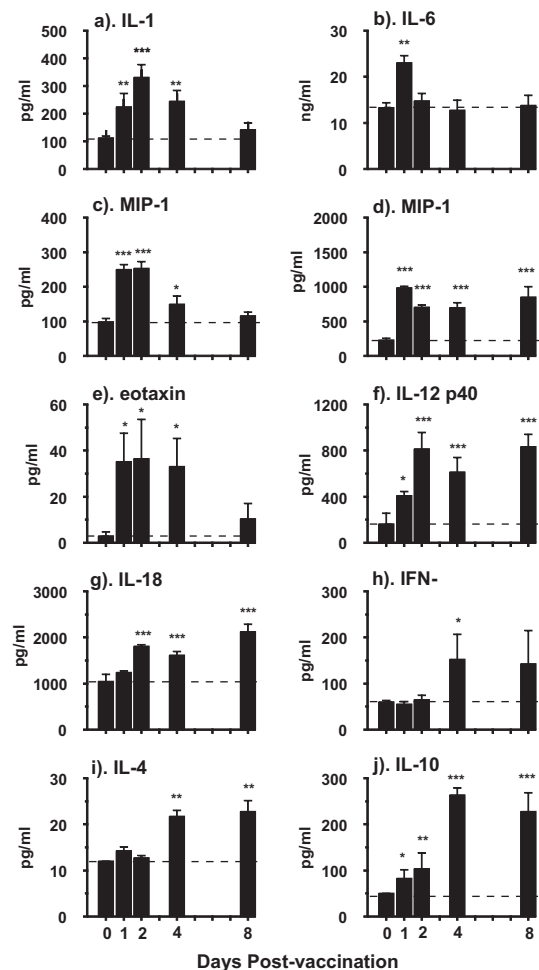 a). IL-1
500
400
300
200
100
0
pg/ml
** *** **
b). IL-6
30
20
10
0
ng/ml
**
c). MIP-1
400
300
200
100
0
pg/ml
*** *** *
d). MIP-1
2000
1500
1000
500
0
pg/ml
*** *** *** ***
e). eotaxin
60
40
20
0
pg/ml
* * *
f). IL-12 p40
1200
800
400
0
pg/ml
* *** *** ***
g). IL-18
3000
2000
1000
0
pg/ml
*** *** ***
h). IFN-
300
200
100
0
pg/ml
*
i). IL-4
30
20
10
0
pg/ml
** **
0 1 2 4 8
j). IL-10
300
200
100
0
pg/ml
* ** *** ***
0 1 2 4 8
Days Post-vaccination